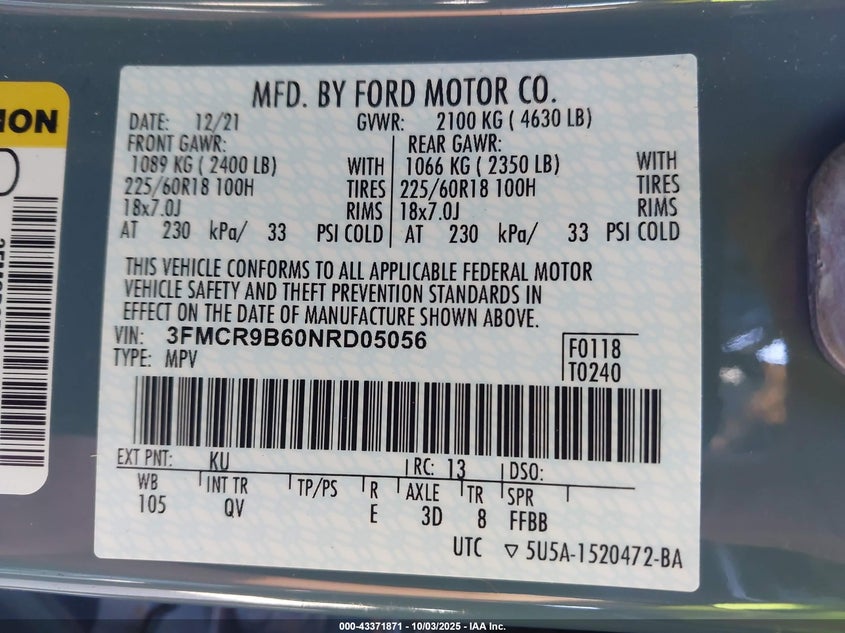 MFD. BY FORD MOTOR CO.
DATE: 12/21 GVWR: 2100 KG ( 4630 LB)
FRONT GAWR: REAR GAWR:
1089 KG ( 2400 LB) WITH 1066 KG ( 2350 LB) WITH
225/60R18 100H TIRES 225/60R18 100H TIRES
18x7.0J RIMS 18x7.0J RIMS
AT 230 kPa/ 33 PSI COLD AT 230 kPa/ 33 PSI COLD
THIS VEHICLE CONFORMS TO ALL APPLICABLE FEDERAL MOTOR
VEHICLE SAFETY AND THEFT PREVENTION STANDARDS IN
EFFECT ON THE DATE OF MANUFACTURE SHOWN ABOVE.
VIN: 3FMCR9B60NRD05056 F0118
TYPE: MPV T0240
EXT PNT: KU RC: 13 DSO:
WB INT TR TP/PS R AXLE TR SPR
105 QV E 3D 8 FFBB
UTC ▽ 5U5A-1520472-BA
000-43371871 - 10/03/2025 - IAA Inc.